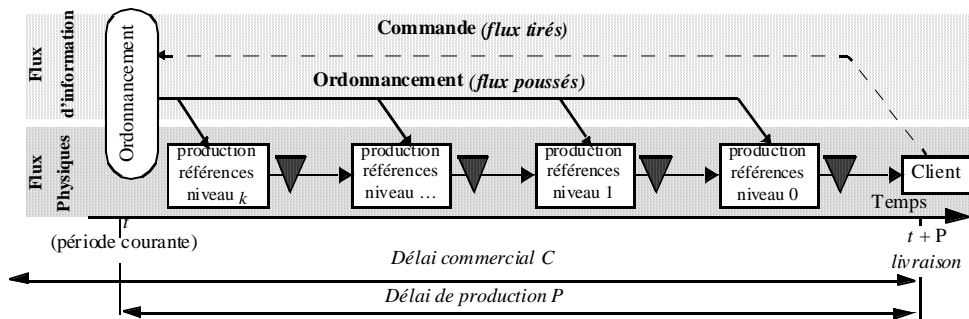 Flux
d'information
Ordonnancement
Commande (flux tirés)
Ordonnancement (flux poussés)
Flux
Physiques
production
références
niveau k
production
références
niveau …
production
références
niveau 1
production
références
niveau 0
Client
Temps
t
(période courante)
t + P
livraison
Délai commercial C
Délai de production P